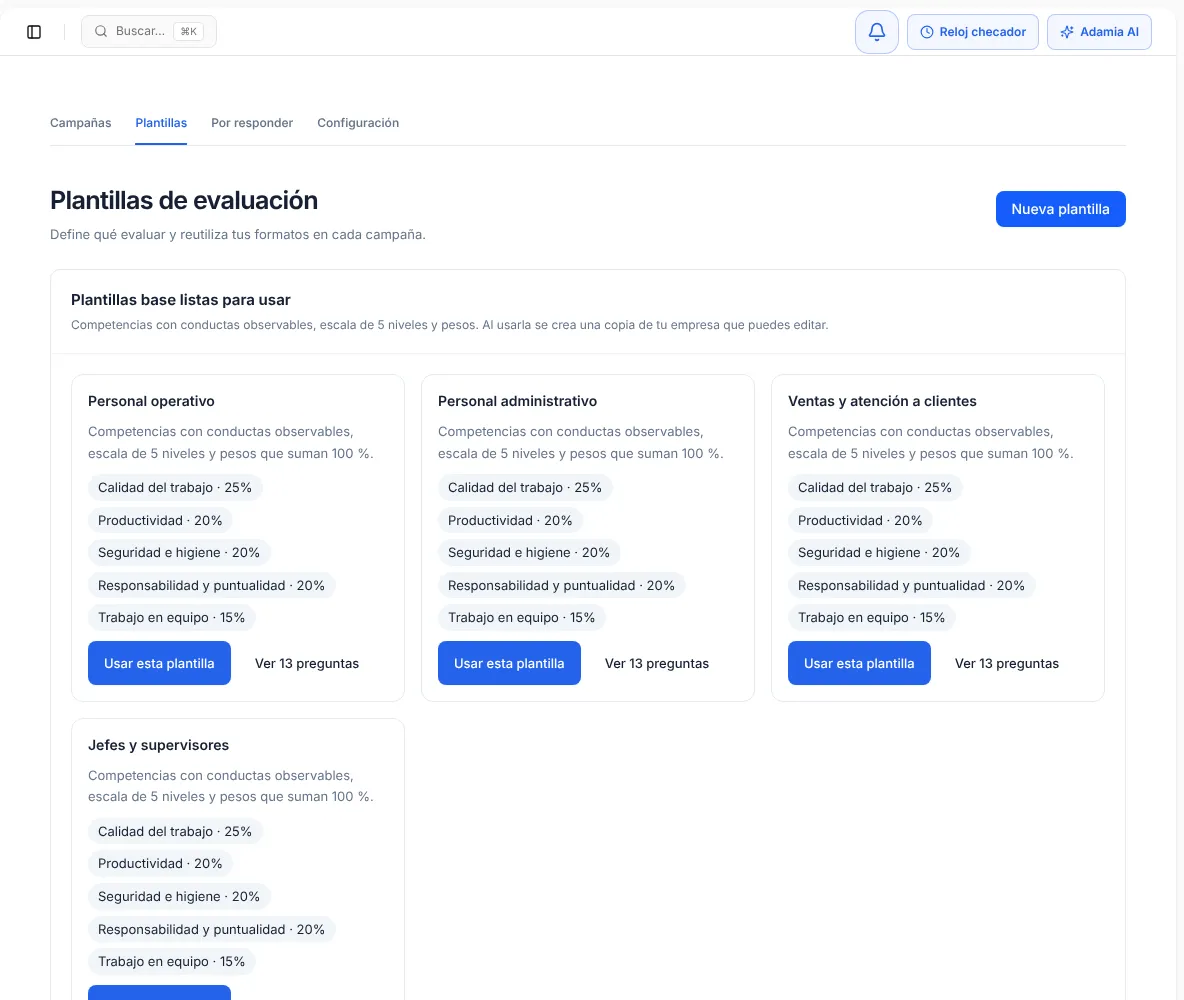 Buscar... ⌘K
Reloj checador
Adamia AI
Campañas Plantillas Por responder Configuración
Plantillas de evaluación
Nueva plantilla
Define qué evaluar y reutiliza tus formatos en cada campaña.
Plantillas base listas para usar
Competencias con conductas observables, escala de 5 niveles y pesos. Al usarla se crea una copia de tu empresa que puedes editar.
Personal operativo
Competencias con conductas observables,
escala de 5 niveles y pesos que suman 100 %.
Calidad del trabajo · 25%
Productividad · 20%
Seguridad e higiene · 20%
Responsabilidad y puntualidad · 20%
Trabajo en equipo · 15%
Usar esta plantilla Ver 13 preguntas
Personal administrativo
Competencias con conductas observables,
escala de 5 niveles y pesos que suman 100 %.
Calidad del trabajo · 25%
Productividad · 20%
Seguridad e higiene · 20%
Responsabilidad y puntualidad · 20%
Trabajo en equipo · 15%
Usar esta plantilla Ver 13 preguntas
Ventas y atención a clientes
Competencias con conductas observables,
escala de 5 niveles y pesos que suman 100 %.
Calidad del trabajo · 25%
Productividad · 20%
Seguridad e higiene · 20%
Responsabilidad y puntualidad · 20%
Trabajo en equipo · 15%
Usar esta plantilla Ver 13 preguntas
Jefes y supervisores
Competencias con conductas observables,
escala de 5 niveles y pesos que suman 100 %.
Calidad del trabajo · 25%
Productividad · 20%
Seguridad e higiene · 20%
Responsabilidad y puntualidad · 20%
Trabajo en equipo · 15%